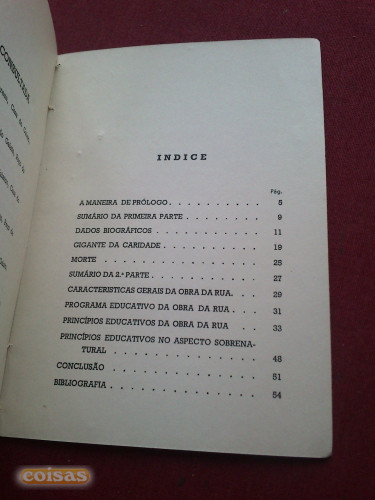 CONSULTADA
INDICE
Pág.
A MANEIRA DE PRÓLOGO . . . . . . . . . . 5
SUMÁRIO DA PRIMEIRA PARTE . . . . . . . . 9
DADOS BIOGRÁFICOS . . . . . . . . . . . 11
GIGANTE DA CARIDADE . . . . . . . . . . 19
MORTE . . . . . . . . . . . . . . . . 25
SUMÁRIO DA 2.ª PARTE . . . . . . . . . . . 27
CARACTERISTICAS GERAIS DA OBRA DA RUA. . . . 29
PROGRAMA EDUCATIVO DA OBRA DA RUA . . . . 31
PRINCÍPIOS EDUCATIVOS DA OBRA DA RUA . . . 33
PRINCÍPIOS EDUCATIVOS NO ASPECTO SOBRENA-
TURAL . . . . . . . . . . . . . . . . 48
CONCLUSÃO . . . . . . . . . . . . . . 51
BIBLIOGRAFIA . . . . . . . . . . . . . 54
coisas